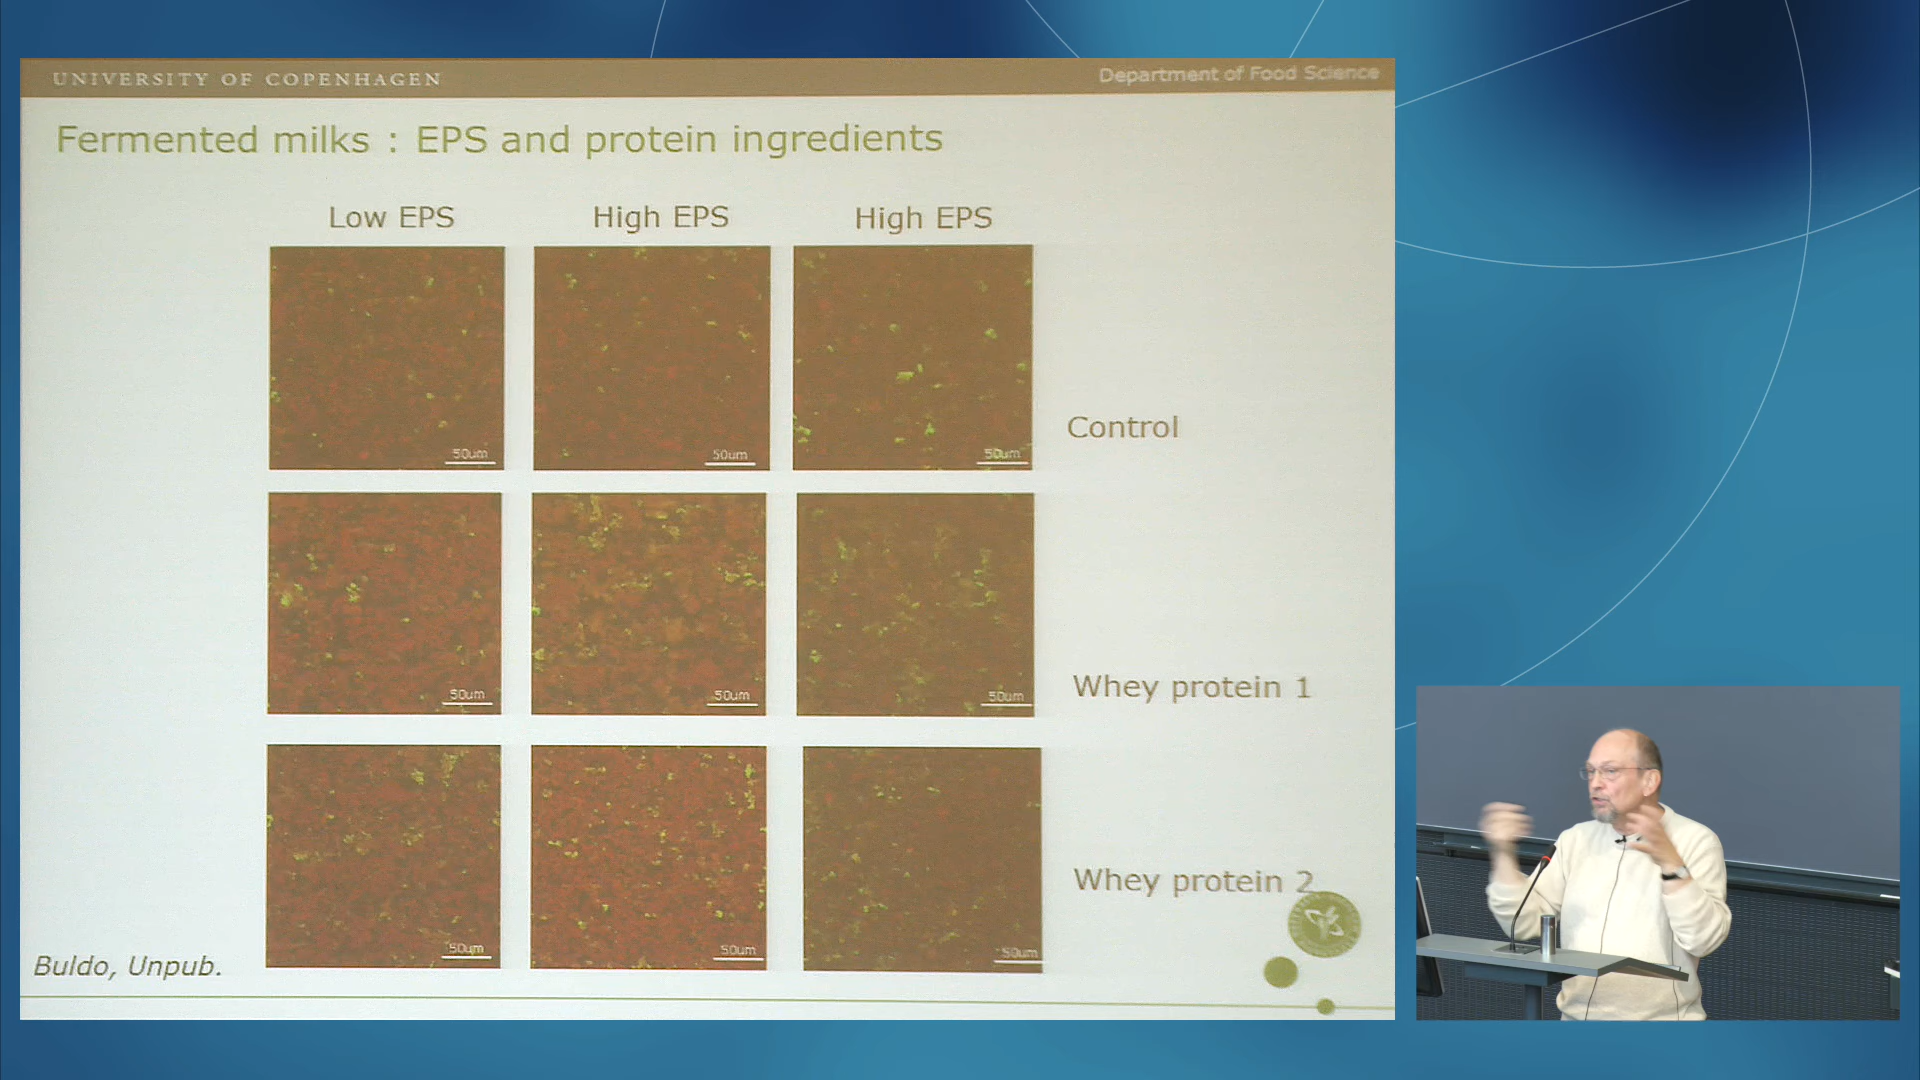 UNIVERSITY OF COPENHAGEN
Department of Food Science
Fermented milks : EPS and protein ingredients
Low EPS
High EPS
High EPS
50um
50um
50um
Control
50um
50um
50um
Whey protein 1
50um
50um
50um
Whey protein 2
Buldo, Unpub.